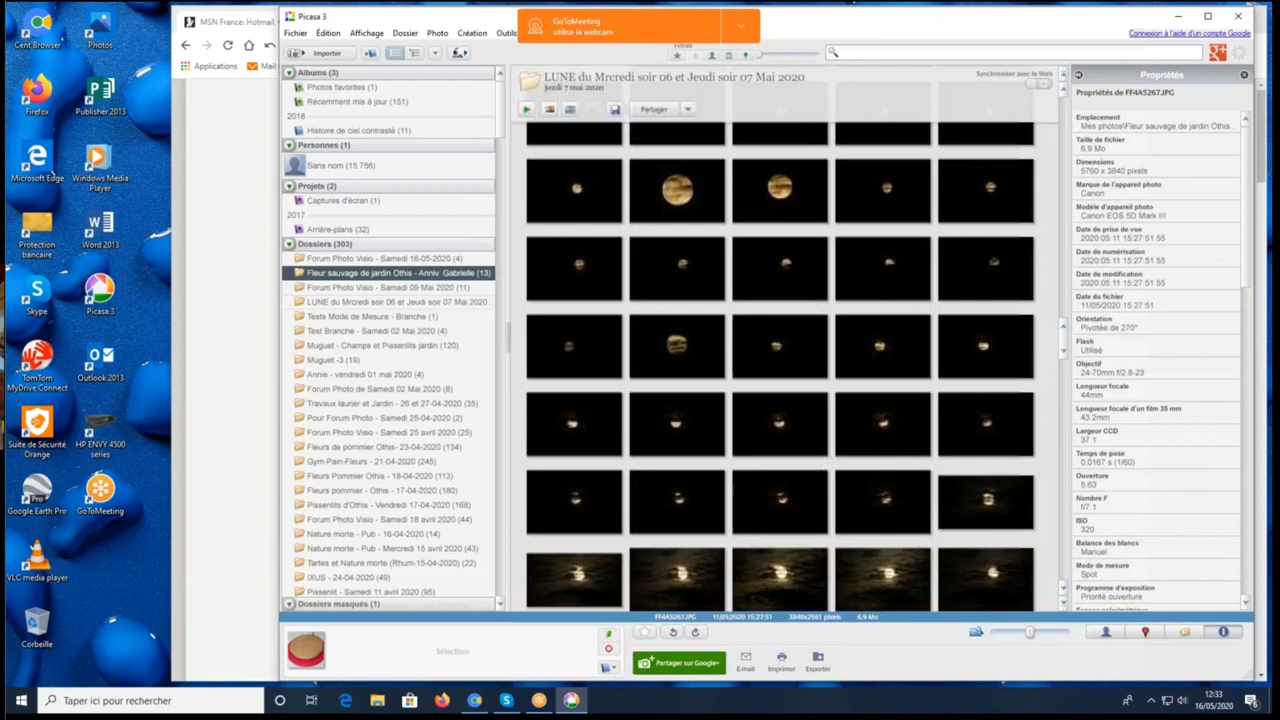 Cent Browser
Photos
Firefox
Publisher 2013
Microsoft Edge
Windows Media Player
Protection bancaire
Word 2013
Skype
Picasa 3
TomTom MyDrive Connect
Outlook 2013
Suite de Sécurité Orange
HP ENVY 4500 series
Google Earth Pro
GoToMeeting
VLC media player
Corbeille
MSN France: Hotmail,
Applications
Mail
Picasa 3
GoToMeeting
utilise la webcam
Fichier Édition Affichage Dossier Photo Création Outils
Connexion à l'aide d'un compte Google
Importer
Filtres
Albums (3)
Photos favorites (1)
Récemment mis à jour (151)
2018
Histoire de ciel contrasté (11)
Personnes (1)
Sans nom (15 756)
Projets (2)
Captures d'écran (1)
2017
Arrière-plans (32)
Dossiers (303)
Forum Photo Visio - Samedi 16-05-2020 (4)
Fleur sauvage de jardin Othis - Anniv. Gabrielle (13)
Forum Photo Visio - Samedi 09 Mai 2020 (11)
LUNE du Mrcredi soir 06 et Jeudi soir 07 Mai 2020
Tests Mode de Mesure - Branche (1)
Test Branche - Samedi 02 Mai 2020 (4)
Muguet - Champs et Pissenlits jardin (120)
Muguet -3 (19)
Annie - vendredi 01 mai 2020 (4)
Forum Photo de Samedi 02 Mai 2020 (8)
Travaux laurier et Jardin - 26 et 27-04-2020 (35)
Pour Forum Photo - Samedi 25-04-2020 (2)
Forum Photo Visio - Samedi 25 avril 2020 (25)
Fleurs de pommier Othis- 23-04-2020 (134)
Gym-Pain-Fleurs - 21-04-2020 (245)
Fleurs Pommier Othis - 18-04-2020 (113)
Fleurs pommier - Othis - 17-04-2020 (180)
Pissenlits d'Othis - Vendredi 17-04-2020 (168)
Forum Photo Visio - Samedi 18 avril 2020 (44)
Nature morte - Pub - 16-04-2020 (14)
Nature morte - Pub - Mercredi 15 avril 2020 (43)
Tartes et Nature morte (Rhum-15-04-2020) (22)
IXUS - 24-04-2020 (49)
Pissenlit - Samedi 11 avril 2020 (95)
Dossiers masqués (1)
LUNE du Mrcredi soir 06 et Jeudi soir 07 Mai 2020
jeudi 7 mai 2020
Synchroniser avec le Web
Partager
Propriétés
Propriétés de FF4A5267.JPG
Emplacement
Mes photos\Fleur sauvage de jardin Othis...
Taille de fichier
6,9 Mo
Dimensions
5760 x 3840 pixels
Marque de l'appareil photo
Canon
Modèle d'appareil photo
Canon EOS 5D Mark III
Date de prise de vue
2020:05:11 15:27:51.55
Date de numérisation
2020:05:11 15:27:51.55
Date de modification
2020:05:11 15:27:51.55
Date du fichier
11/05/2020 15:27:51
Orientation
Pivotée de 270°
Flash
Utilisé
Objectif
24-70mm f/2.8-23
Longueur focale
44mm
Longueur focale d'un film 35 mm
43.2mm
Largeur CCD
37.1
Temps de pose
0.0167 s (1/60)
Ouverture
5.63
Nombre F
f/7.1
ISO
320
Balance des blancs
Manuel
Mode de mesure
Spot
Programme d'exposition
Priorité ouverture
FF4A5267.JPG 11/05/2020 15:27:51 3840x2561 pixels 6,9 Mo
Sélection
Partager sur Google+
E-mail
Imprimer
Exporter
Taper ici pour rechercher
12:33
16/05/2020